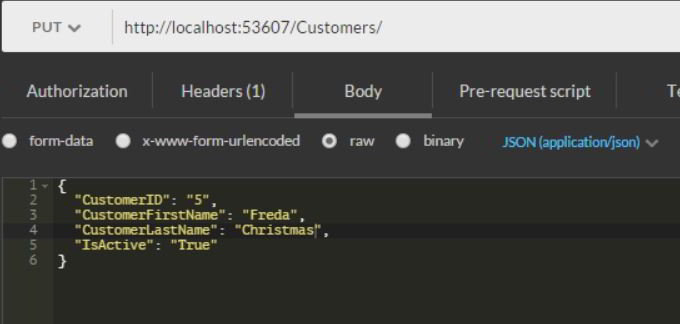 PUT http://localhost:53607/Customers/
Authorization Headers (1) Body Pre-request script
form-data x-www-form-urlencoded raw binary JSON (application/json)
1 {
2 "CustomerID": "5",
3 "CustomerFirstName": "Freda",
4 "CustomerLastName": "Christmas",
5 "IsActive": "True"
6 }